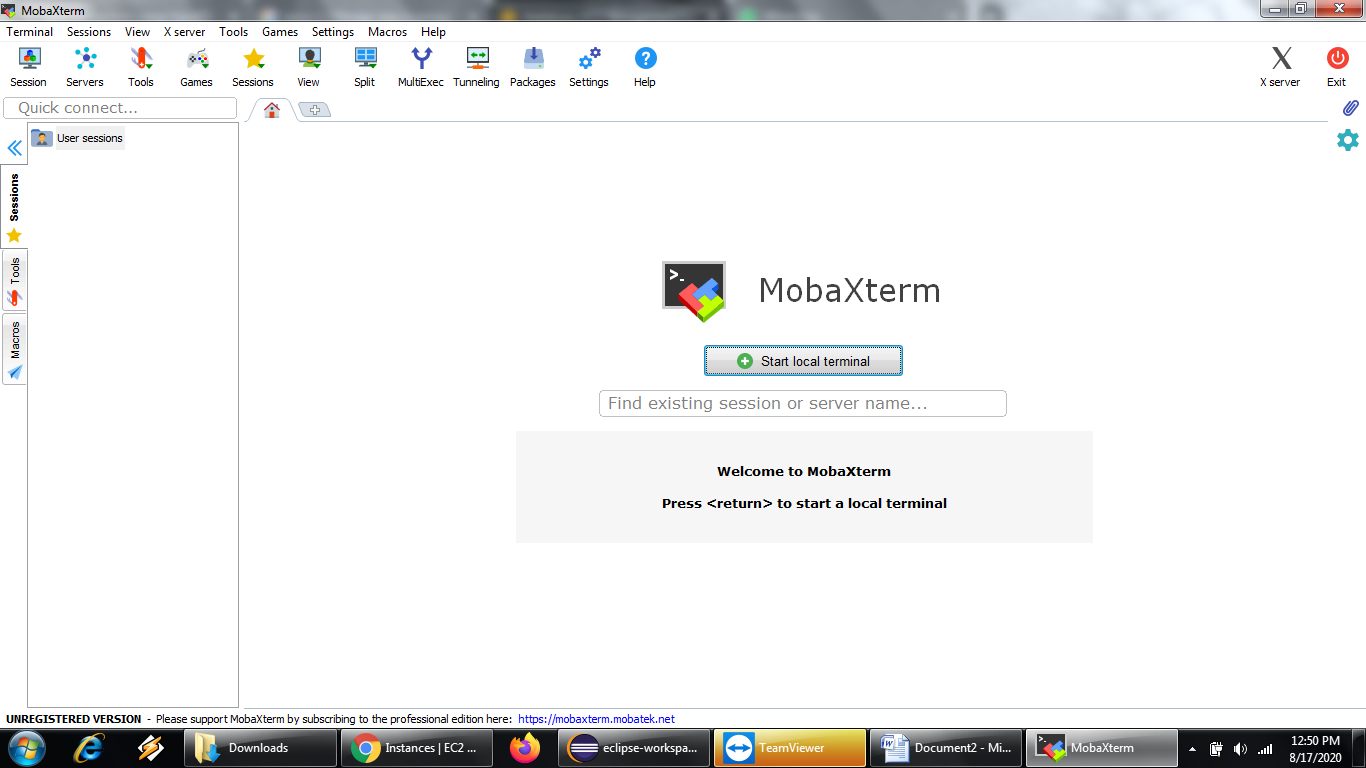 MobaXterm
Terminal Sessions View X server Tools Games Settings Macros Help
Session Servers Tools Games Sessions View Split MultiExec Tunneling Packages Settings Help X server Exit
Quick connect...
User sessions
Sessions
Tools
Macros
>_
MobaXterm
Start local terminal
Find existing session or server name...
Welcome to MobaXterm
Press <return> to start a local terminal
UNREGISTERED VERSION - Please support MobaXterm by subscribing to the professional edition here: https://mobaxterm.mobatek.net
Downloads Instances | EC2 ... eclipse-workspa... TeamViewer Document2 - Mi... MobaXterm
12:50 PM
8/17/2020